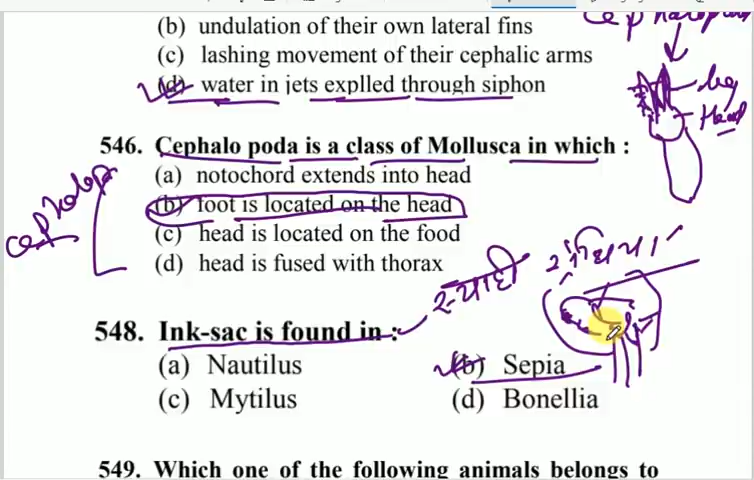 (b) undulation of their own lateral fins
(c) lashing movement of their cephalic arms
(d) water in jets explled through siphon
leg
Head
546. Cephalo poda is a class of Mollusca in which :
(a) notochord extends into head
(b) foot is located on the head
(c) head is located on the food
(d) head is fused with thorax
स्याही
548. Ink-sac is found in :
(a) Nautilus
(b) Sepia
(c) Mytilus
(d) Bonellia
549. Which one of the following animals belongs to